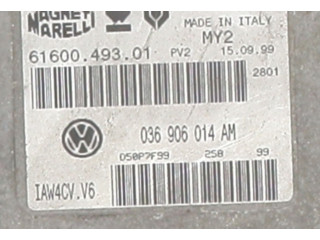 MAGNETI
MARELLI
MADE IN ITALY
MY2
61600.493.01 PV2 15.09.99
2801
036 906 014 AM
D50P7F99 258 99
IAW4CV.V6